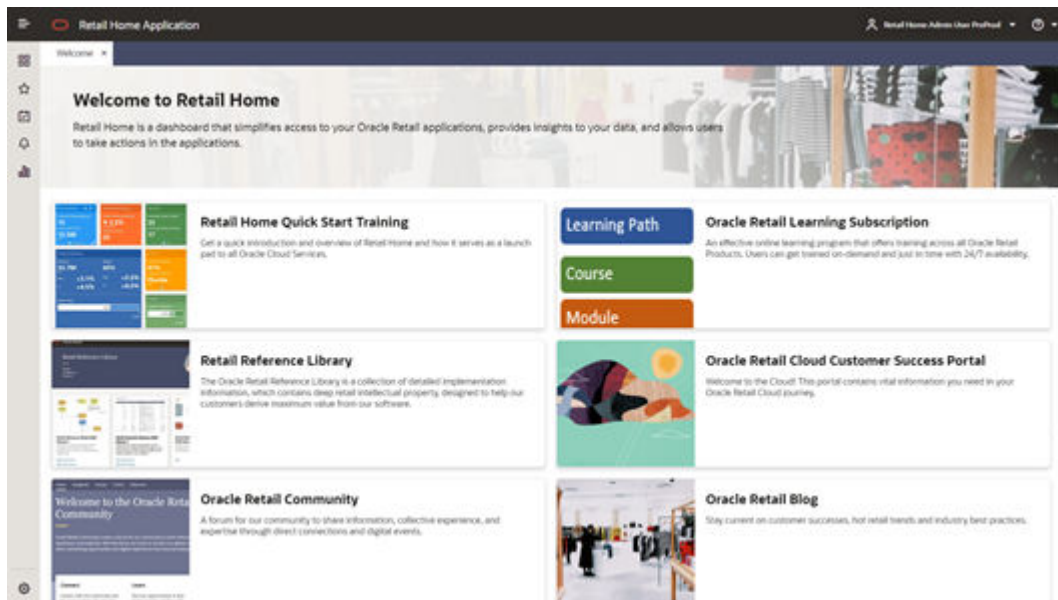 Retail Home Application
Retail Home Admin User PreProd
Welcome ×
Welcome to Retail Home
Retail Home is a dashboard that simplifies access to your Oracle Retail applications, provides insights to your data, and allows users
to take actions in the applications.
Retail Home Quick Start Training
Get a quick introduction and overview of Retail Home and how it serves as a launch
pad to all Oracle Cloud Services.
Learning Path
Course
Module
Oracle Retail Learning Subscription
An effective online learning program that offers training across all Oracle Retail
Products. Users can get trained on-demand and just in time with 24/7 availability.
Retail Reference Library
The Oracle Retail Reference Library is a collection of detailed implementation
information, which contains deep retail intellectual property, designed to help our
customers derive maximum value from our software.
Oracle Retail Cloud Customer Success Portal
Welcome to the Cloud! This portal contains vital information you need in your
Oracle Retail Cloud journey.
Welcome to the Oracle Reta
Community
Oracle Retail Community
A forum for our community to share information, collective experience, and
expertise through direct connections and digital events.
Oracle Retail Blog
Stay current on customer successes, hot retail trends and industry best practices.